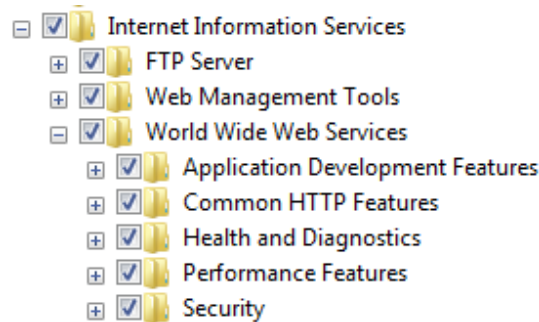 Internet Information Services
FTP Server
Web Management Tools
World Wide Web Services
Application Development Features
Common HTTP Features
Health and Diagnostics
Performance Features
Security